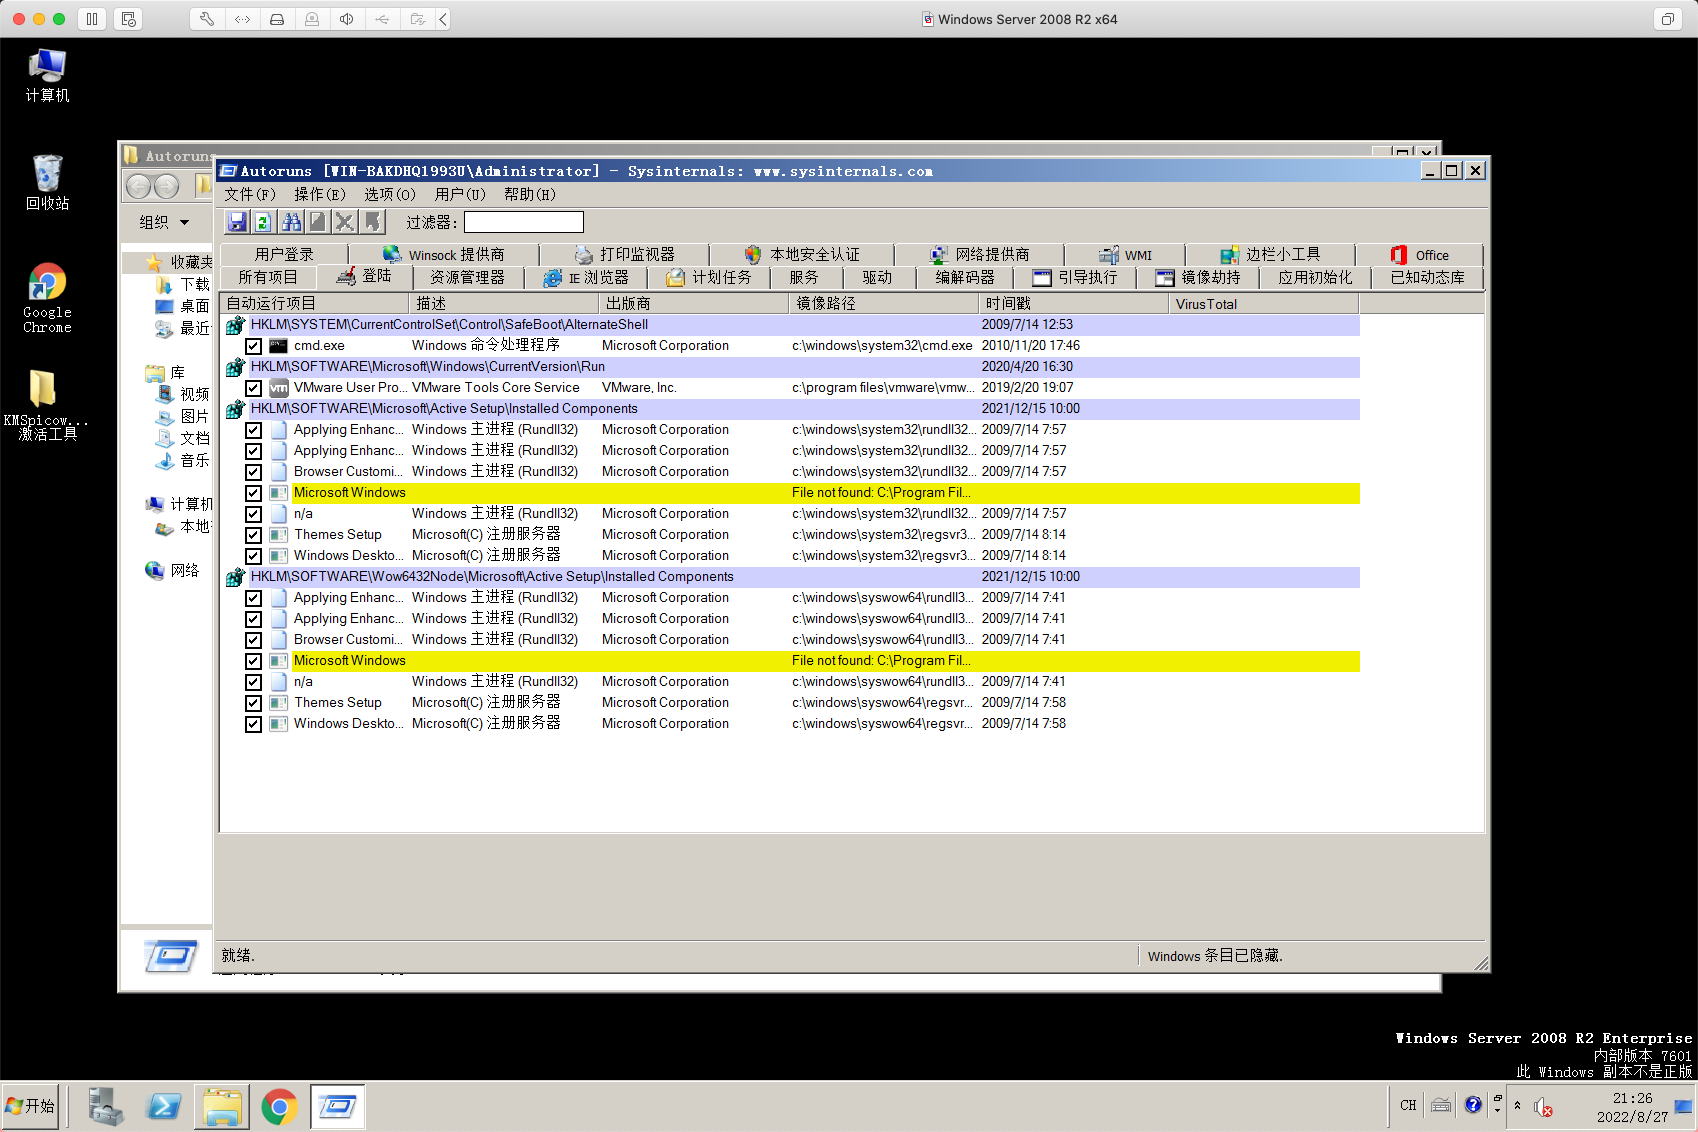 Windows Server 2008 R2 x64
计算机
回收站
Google
Chrome
KMSpicow...
激活工具
Autoruns
组织
收藏夹
下载
桌面
最近
库
视频
图片
文档
音乐
计算机
本地
网络
Autoruns [WIN-BAKDHQ1993U\Administrator] - Sysinternals: www.sysinternals.com
文件(F) 操作(E) 选项(O) 用户(U) 帮助(H)
过滤器:
用户登录 Winsock 提供商 打印监视器 本地安全认证 网络提供商 WMI 边栏小工具 Office
所有项目 登陆 资源管理器 IE 浏览器 计划任务 服务 驱动 编解码器 引导执行 镜像劫持 应用初始化 已知动态库
自动运行项目 描述 出版商 镜像路径 时间戳 VirusTotal
HKLM\SYSTEM\CurrentControlSet\Control\SafeBoot\AlternateShell 2009/7/14 12:53
cmd.exe Windows 命令处理程序 Microsoft Corporation c:\windows\system32\cmd.exe 2010/11/20 17:46
HKLM\SOFTWARE\Microsoft\Windows\CurrentVersion\Run 2020/4/20 16:30
VMware User Pro... VMware Tools Core Service VMware, Inc. c:\program files\vmware\vmw... 2019/2/20 19:07
HKLM\SOFTWARE\Microsoft\Active Setup\Installed Components 2021/12/15 10:00
Applying Enhanc... Windows 主进程 (Rundll32) Microsoft Corporation c:\windows\system32\rundll32... 2009/7/14 7:57
Applying Enhanc... Windows 主进程 (Rundll32) Microsoft Corporation c:\windows\system32\rundll32... 2009/7/14 7:57
Browser Customi... Windows 主进程 (Rundll32) Microsoft Corporation c:\windows\system32\rundll32... 2009/7/14 7:57
Microsoft Windows File not found: C:\Program Fil...
n/a Windows 主进程 (Rundll32) Microsoft Corporation c:\windows\system32\rundll32... 2009/7/14 7:57
Themes Setup Microsoft(C) 注册服务器 Microsoft Corporation c:\windows\system32\regsvr3... 2009/7/14 8:14
Windows Deskto... Microsoft(C) 注册服务器 Microsoft Corporation c:\windows\system32\regsvr3... 2009/7/14 8:14
HKLM\SOFTWARE\Wow6432Node\Microsoft\Active Setup\Installed Components 2021/12/15 10:00
Applying Enhanc... Windows 主进程 (Rundll32) Microsoft Corporation c:\windows\syswow64\rundll3... 2009/7/14 7:41
Applying Enhanc... Windows 主进程 (Rundll32) Microsoft Corporation c:\windows\syswow64\rundll3... 2009/7/14 7:41
Browser Customi... Windows 主进程 (Rundll32) Microsoft Corporation c:\windows\syswow64\rundll3... 2009/7/14 7:41
Microsoft Windows File not found: C:\Program Fil...
n/a Windows 主进程 (Rundll32) Microsoft Corporation c:\windows\syswow64\rundll3... 2009/7/14 7:41
Themes Setup Microsoft(C) 注册服务器 Microsoft Corporation c:\windows\syswow64\regsvr... 2009/7/14 7:58
Windows Deskto... Microsoft(C) 注册服务器 Microsoft Corporation c:\windows\syswow64\regsvr... 2009/7/14 7:58
就绪. Windows 条目已隐藏.
Windows Server 2008 R2 Enterprise
内部版本 7601
此 Windows 副本不是正版
开始
CH
21:26
2022/8/27